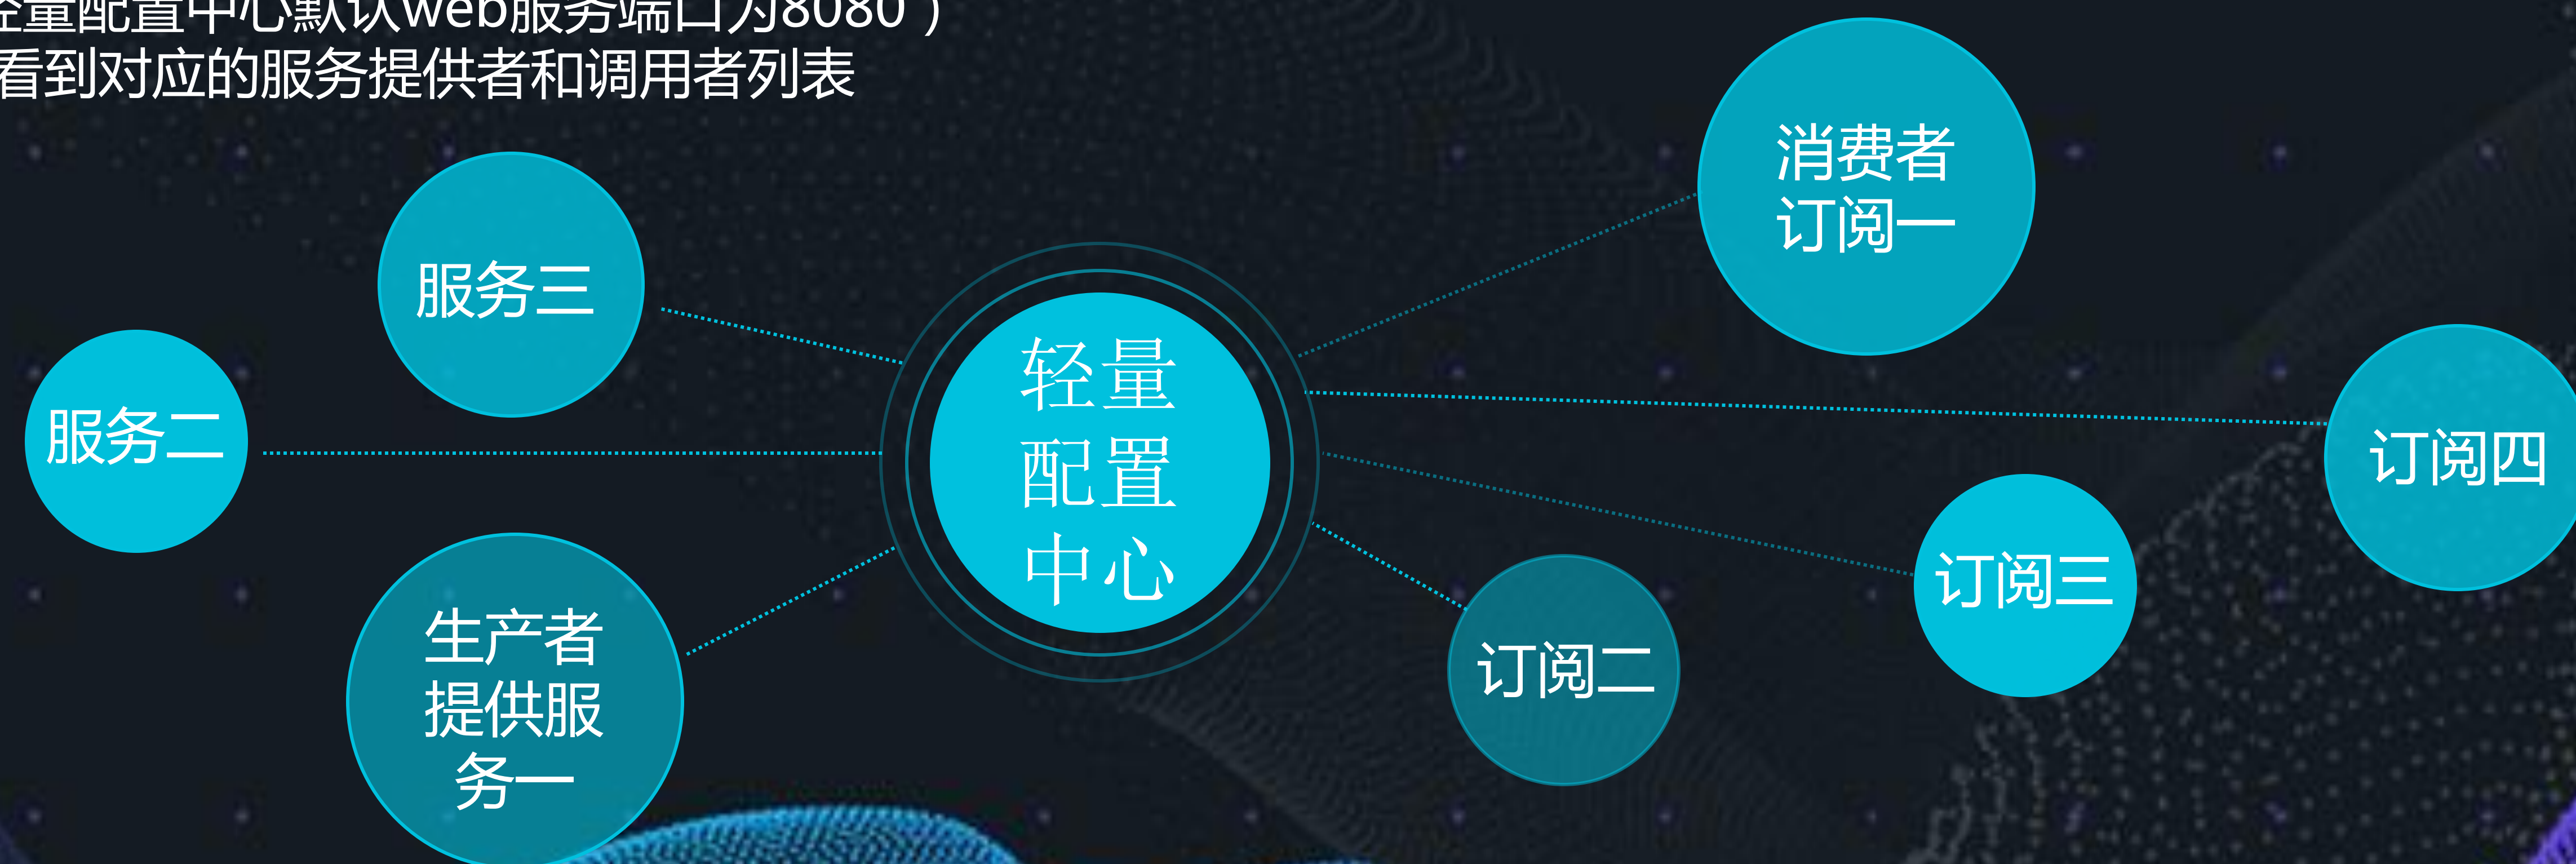 轻量配置中心默认web服务端口为8080）
看到对应的服务提供者和调用者列表
消费者
订阅一
服务三
轻量
配置
中心
服务二
订阅四
订阅三
生产者
提供服
务一
订阅二